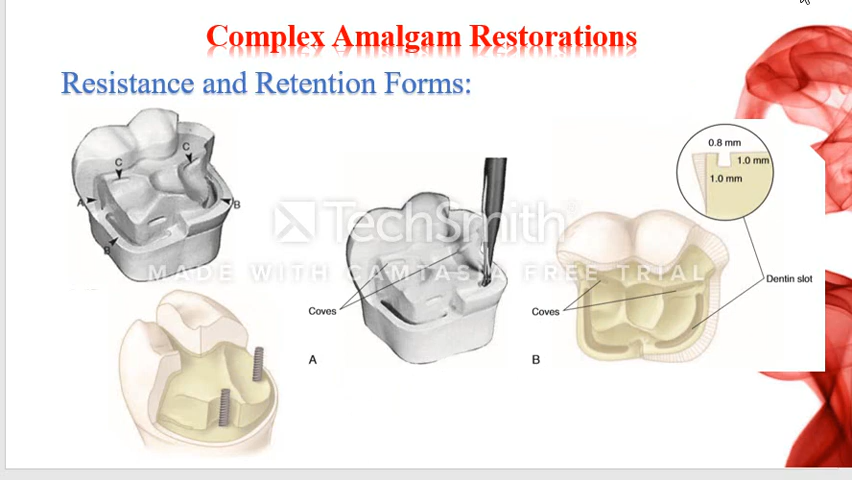 Complex Amalgam Restorations
Resistance and Retention Forms:
C
C
A
B
B
TechSmith
MADE WITH CAMTASIA FREE TRIAL
Coves
A
0.8 mm
1.0 mm
1.0 mm
Coves
Dentin slot
B